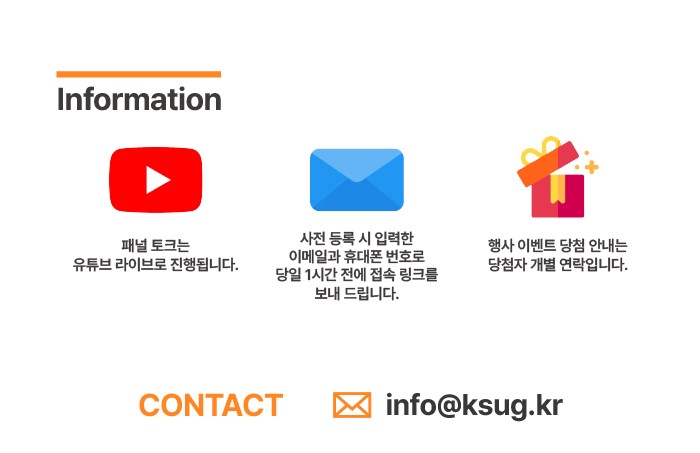 Information
패널 토크는
유튜브 라이브로 진행됩니다.
사전 등록 시 입력한
이메일과 휴대폰 번호로
당일 1시간 전에 접속 링크를
보내 드립니다.
행사 이벤트 당첨 안내는
당첨자 개별 연락입니다.
CONTACT
info@ksug.kr